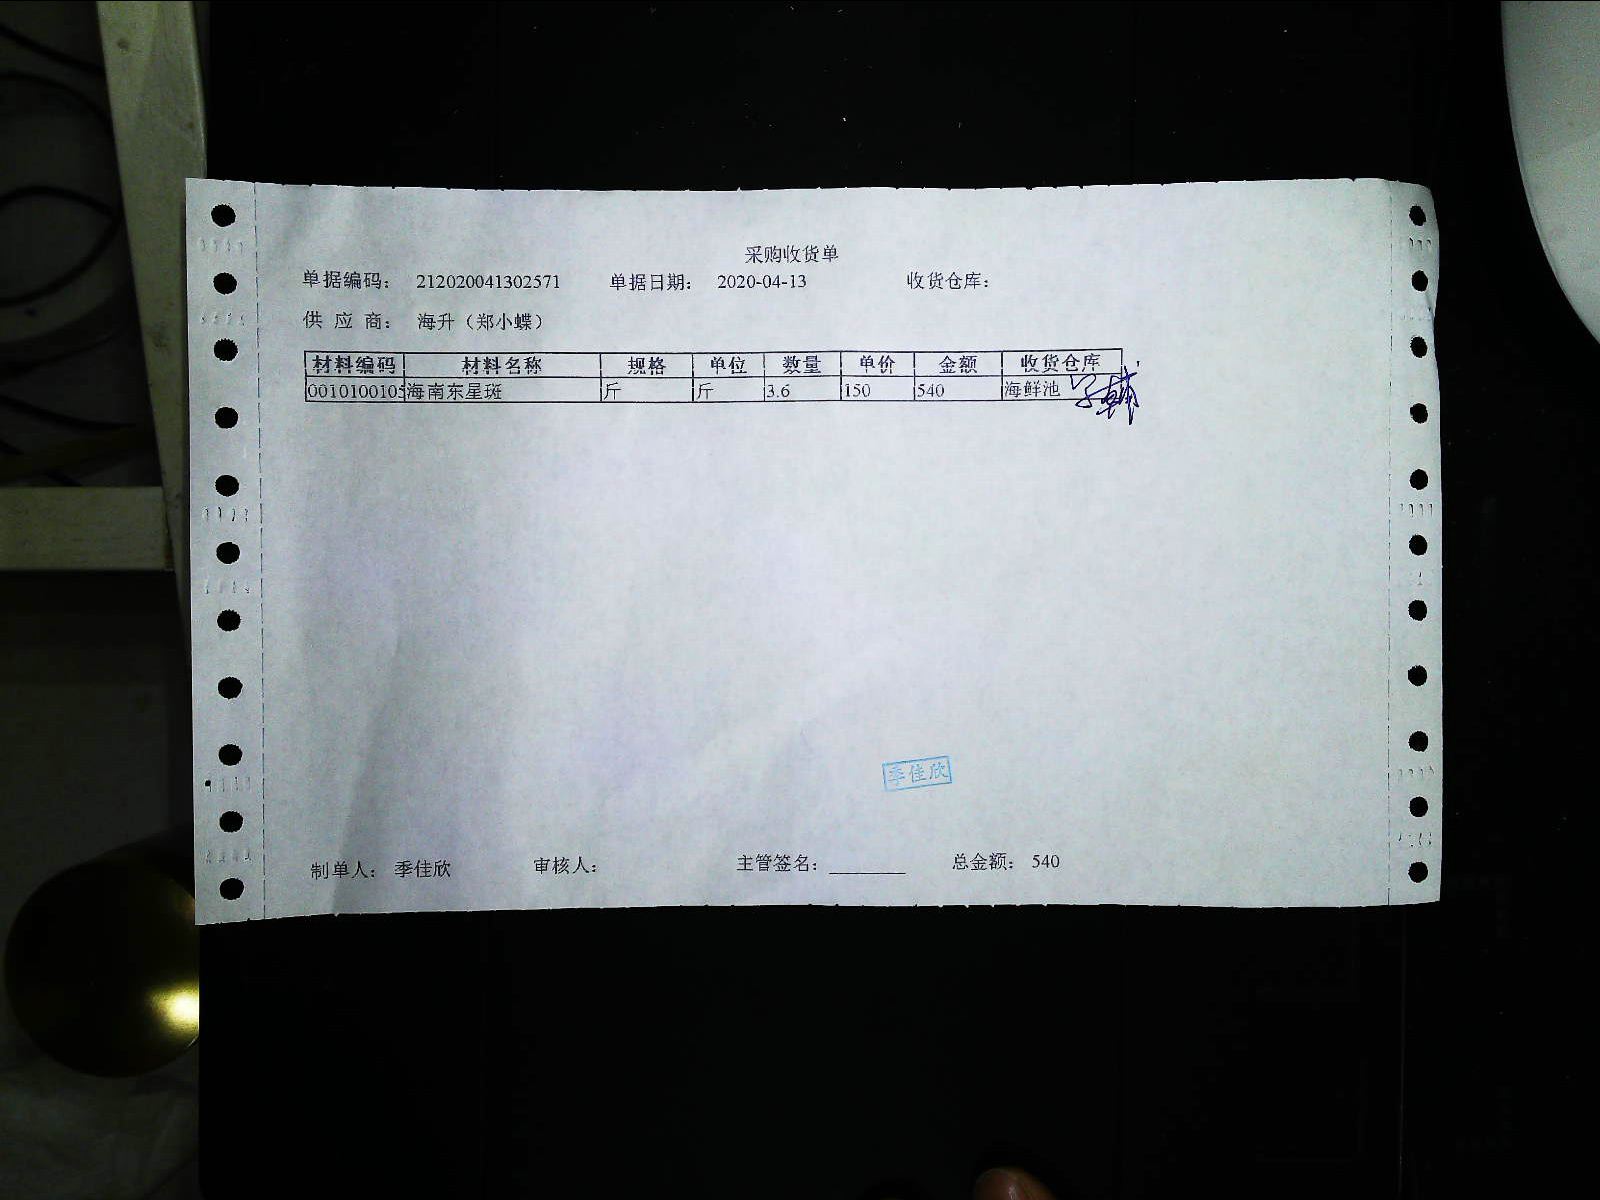 采购收货单
单据编码： 212020041302571 单据日期： 2020-04-13 收货仓库：
供 应 商： 海升（郑小蝶）
材料编码 材料名称 规格 单位 数量 单价 金额 收货仓库
0010100105 海南东星斑 斤 斤 3.6 150 540 海鲜池
季佳欣
制单人： 季佳欣 审核人： 主管签名：________ 总金额： 540